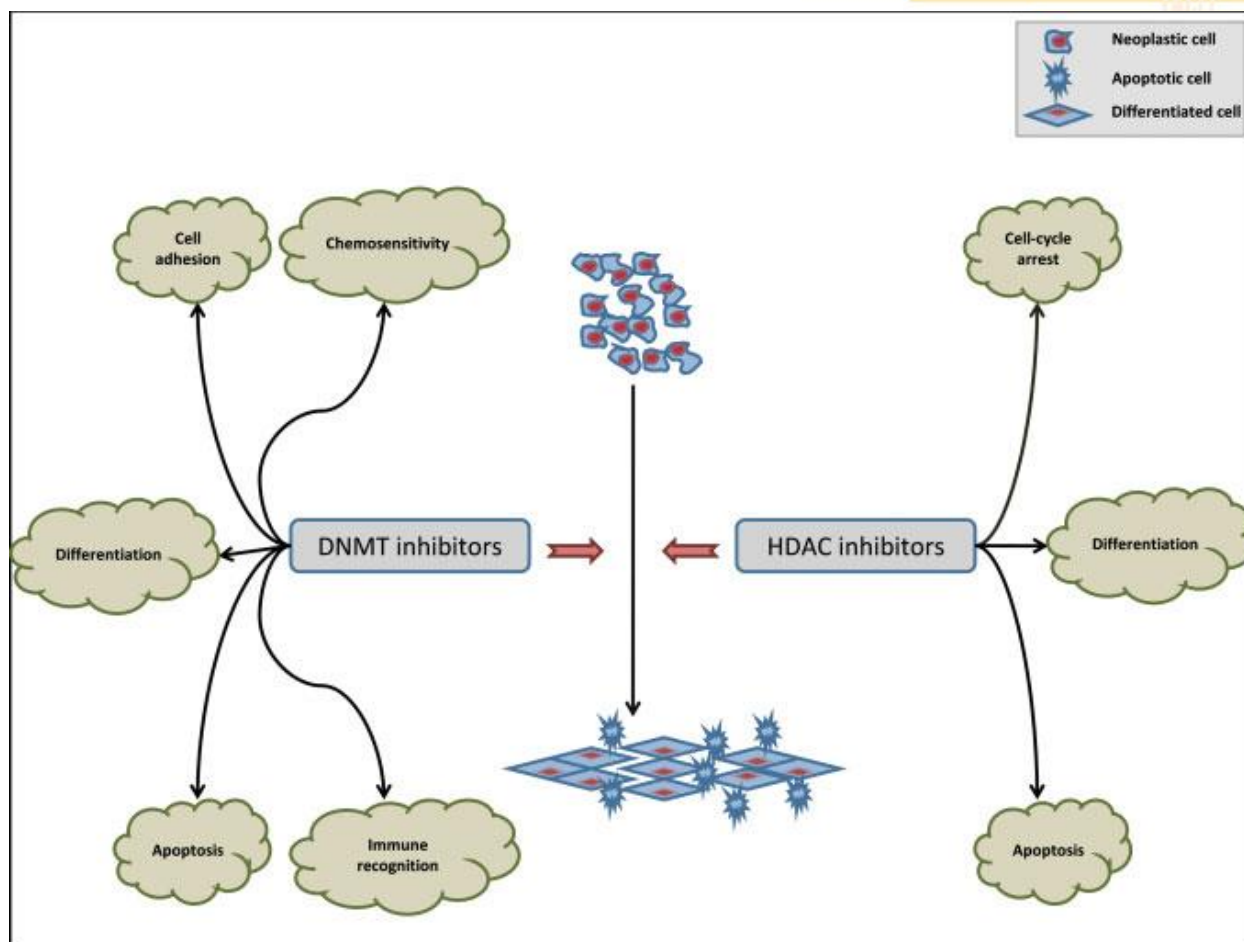 Neoplastic cell
Apoptotic cell
Differentiated cell
Cell
adhesion
Chemosensitivity
Cell-cycle
arrest
Differentiation
DNMT inhibitors
HDAC inhibitors
Differentiation
Apoptosis
Immune
recognition
Apoptosis